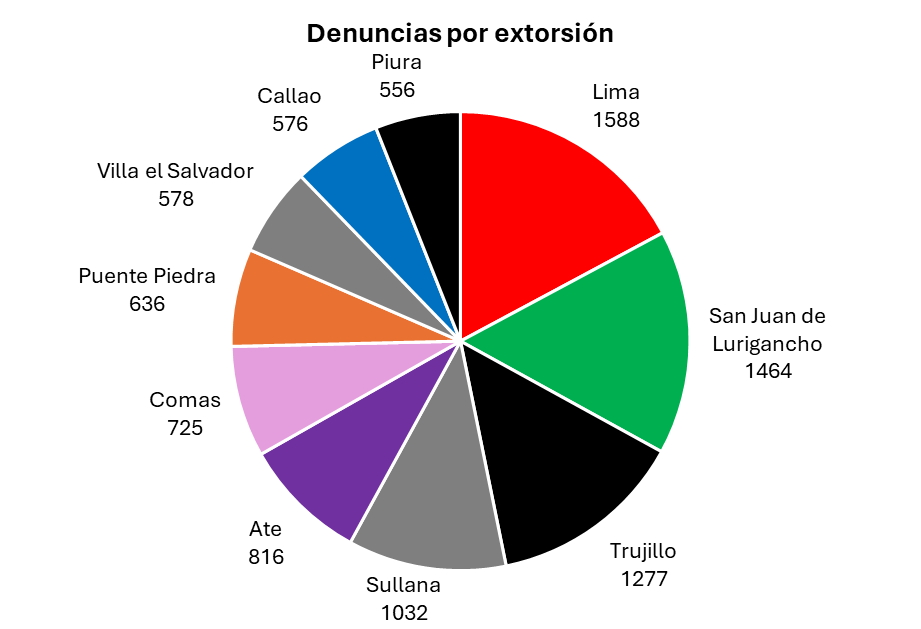 Denuncias por extorsión
Piura
556
Lima
1588
Callao
576
Villa el Salvador
578
Puente Piedra
636
San Juan de
Lurigancho
1464
Comas
725
Ate
816
Trujillo
1277
Sullana
1032